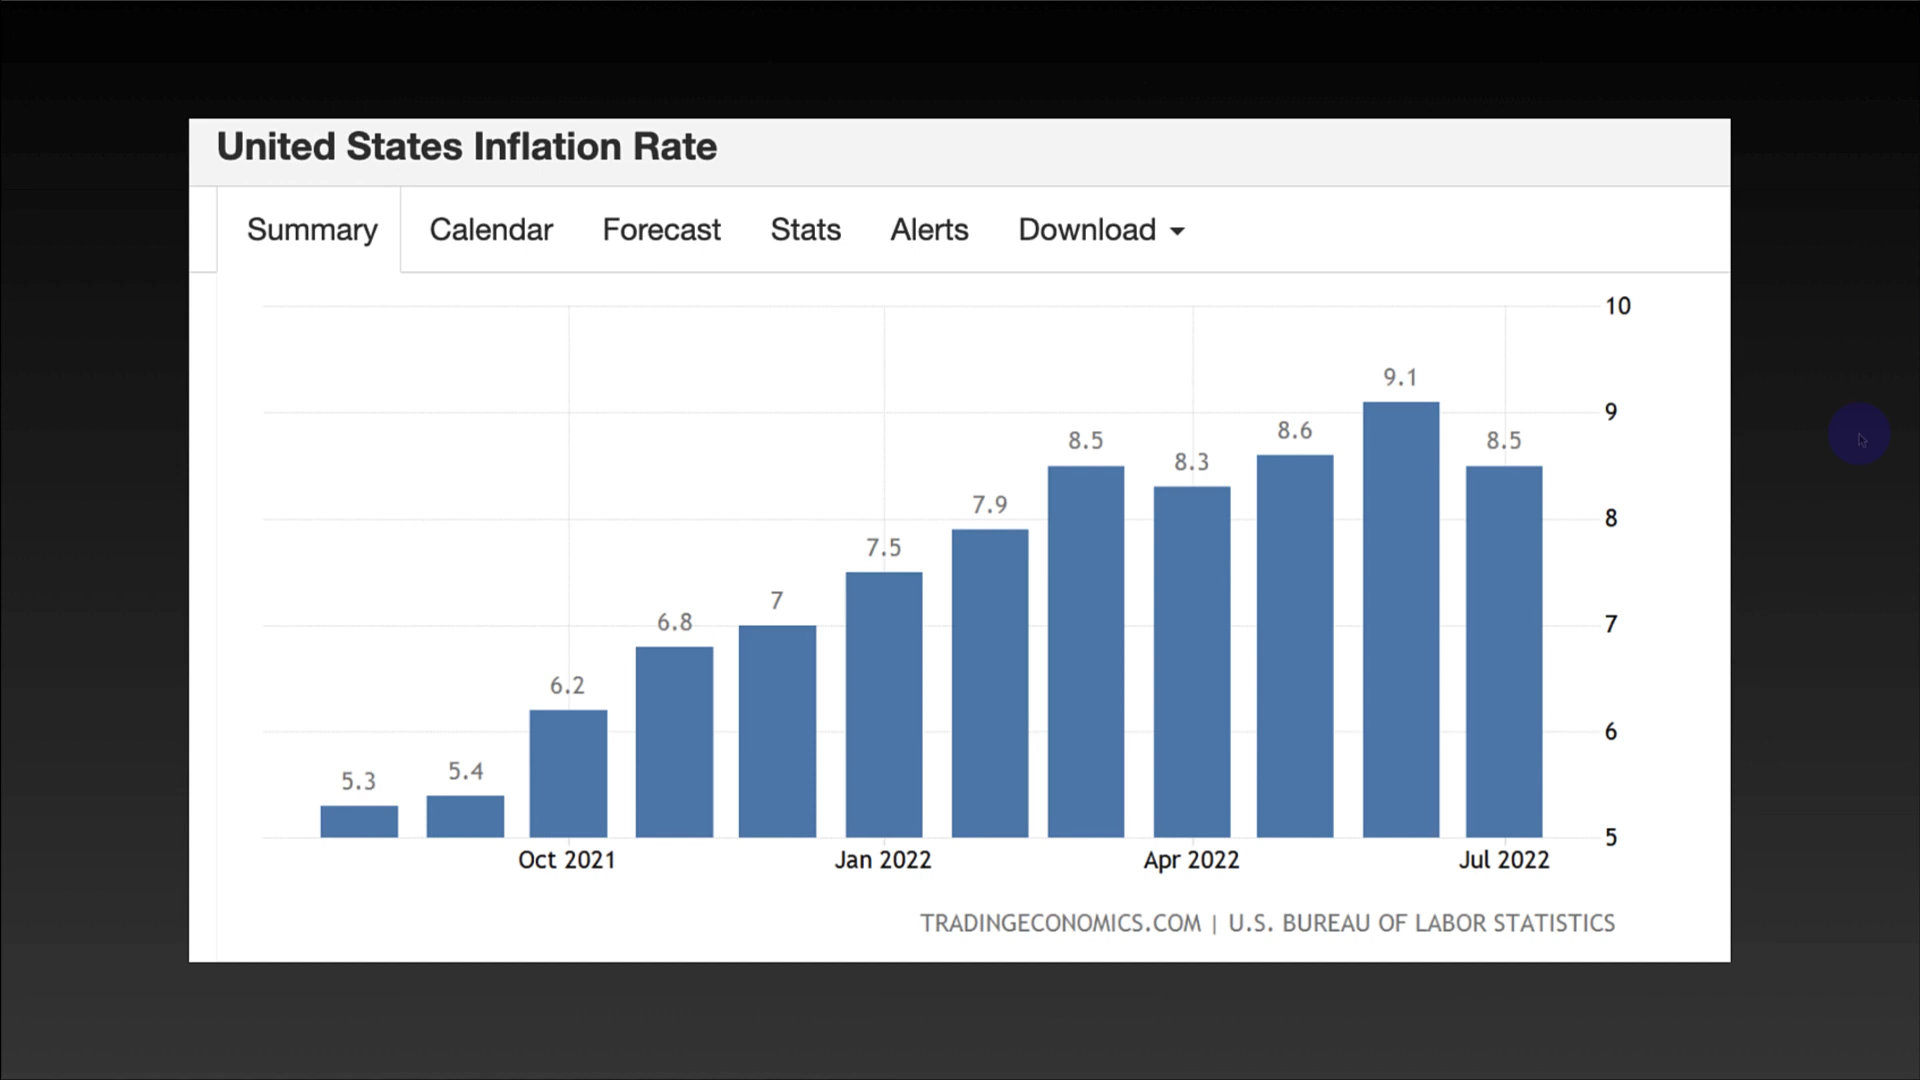 United States Inflation Rate
Summary Calendar Forecast Stats Alerts Download
10
9.1
9
8.5 8.3 8.6 8.5
8
7.9
7.5
7
6.8
7
6.2
6
5.3 5.4
5
Oct 2021 Jan 2022 Apr 2022 Jul 2022
TRADINGECONOMICS.COM | U.S. BUREAU OF LABOR STATISTICS